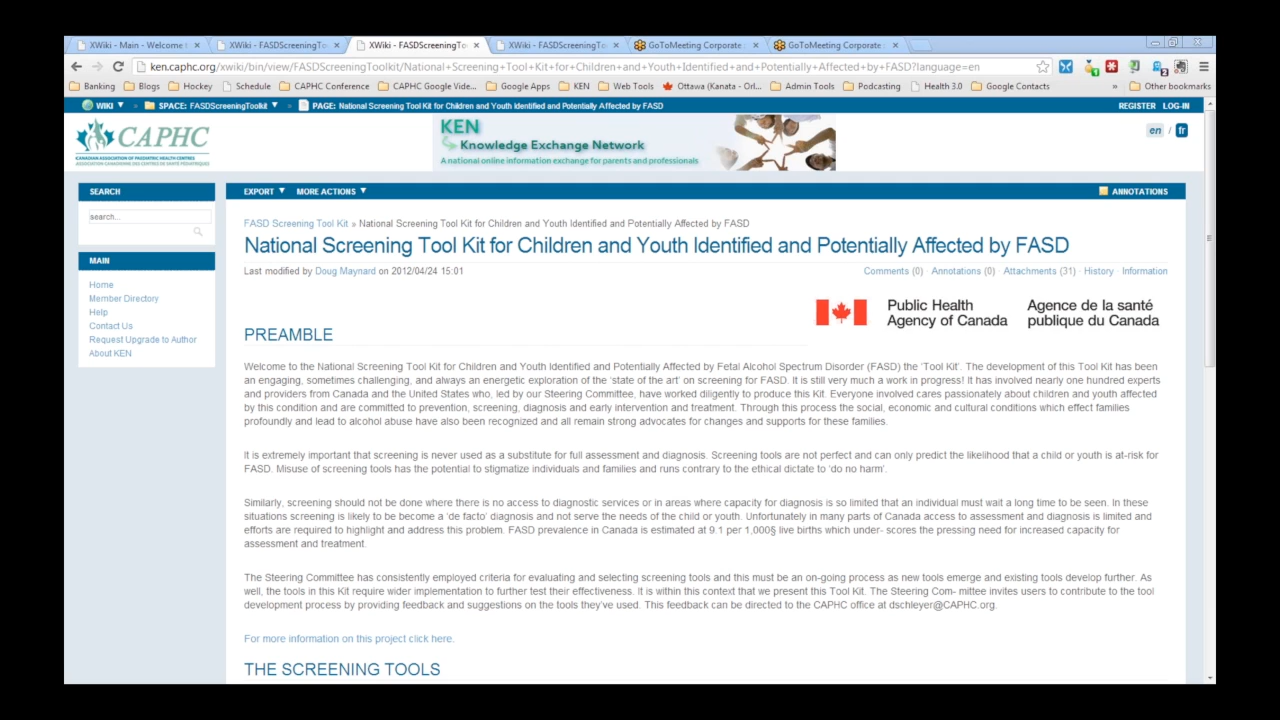 XWiki - Main - Welcome t
XWiki - FASDScreeningTo
XWiki - FASDScreeningTo
XWiki - FASDScreeningTo
GoToMeeting Corporate
GoToMeeting Corporate
ken.caphc.org/xwiki/bin/view/FASDScreeningToolkit/National+Screening+Tool+Kit+for+Children+and+Youth+Identified+and+Potentially+Affected+by+FASD?language=en
Banking Blogs Hockey Schedule CAPHC Conference CAPHC Google Vide... Google Apps KEN Web Tools Ottawa (Kanata - Orl... Admin Tools Podcasting Health 3.0 Google Contacts » Other bookmarks
WIKI SPACE: FASDScreeningToolkit PAGE: National Screening Tool Kit for Children and Youth Identified and Potentially Affected by FASD REGISTER LOG-IN
CAPHC
CANADIAN ASSOCIATION OF PAEDIATRIC HEALTH CENTRES
ASSOCIATION CANADIENNE DES CENTRES DE SANTÉ PÉDIATRIQUES
KEN
Knowledge Exchange Network
A national online information exchange for parents and professionals
en / fr
SEARCH
search...
MAIN
Home
Member Directory
Help
Contact Us
Request Upgrade to Author
About KEN
EXPORT MORE ACTIONS ANNOTATIONS
FASD Screening Tool Kit » National Screening Tool Kit for Children and Youth Identified and Potentially Affected by FASD
National Screening Tool Kit for Children and Youth Identified and Potentially Affected by FASD
Last modified by Doug Maynard on 2012/04/24 15:01
Comments (0) · Annotations (0) · Attachments (31) · History · Information
Public Health Agence de la santé
Agency of Canada publique du Canada
PREAMBLE
Welcome to the National Screening Tool Kit for Children and Youth Identified and Potentially Affected by Fetal Alcohol Spectrum Disorder (FASD) the 'Tool Kit'. The development of this Tool Kit has been
an engaging, sometimes challenging, and always an energetic exploration of the 'state of the art' on screening for FASD. It is still very much a work in progress! It has involved nearly one hundred experts
and providers from Canada and the United States who, led by our Steering Committee, have worked diligently to produce this Kit. Everyone involved cares passionately about children and youth affected
by this condition and are committed to prevention, screening, diagnosis and early intervention and treatment. Through this process the social, economic and cultural conditions which effect families
profoundly and lead to alcohol abuse have also been recognized and all remain strong advocates for changes and supports for these families.
It is extremely important that screening is never used as a substitute for full assessment and diagnosis. Screening tools are not perfect and can only predict the likelihood that a child or youth is at-risk for
FASD. Misuse of screening tools has the potential to stigmatize individuals and families and runs contrary to the ethical dictate to 'do no harm'.
Similarly, screening should not be done where there is no access to diagnostic services or in areas where capacity for diagnosis is so limited that an individual must wait a long time to be seen. In these
situations screening is likely to be become a 'de facto' diagnosis and not serve the needs of the child or youth. Unfortunately in many parts of Canada access to assessment and diagnosis is limited and
efforts are required to highlight and address this problem. FASD prevalence in Canada is estimated at 9.1 per 1,000§ live births which under- scores the pressing need for increased capacity for
assessment and treatment.
The Steering Committee has consistently employed criteria for evaluating and selecting screening tools and this must be an on-going process as new tools emerge and existing tools develop further. As
well, the tools in this Kit require wider implementation to further test their effectiveness. It is within this context that we present this Tool Kit. The Steering Com- mittee invites users to contribute to the tool
development process by providing feedback and suggestions on the tools they've used. This feedback can be directed to the CAPHC office at dschleyer@CAPHC.org.
For more information on this project click here.
THE SCREENING TOOLS